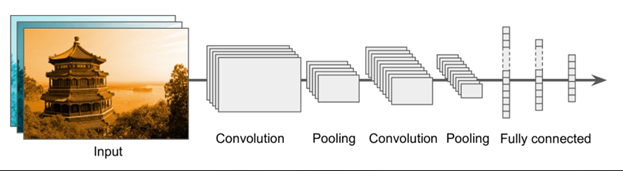 Input
Convolution
Pooling
Convolution
Pooling
Fully connected